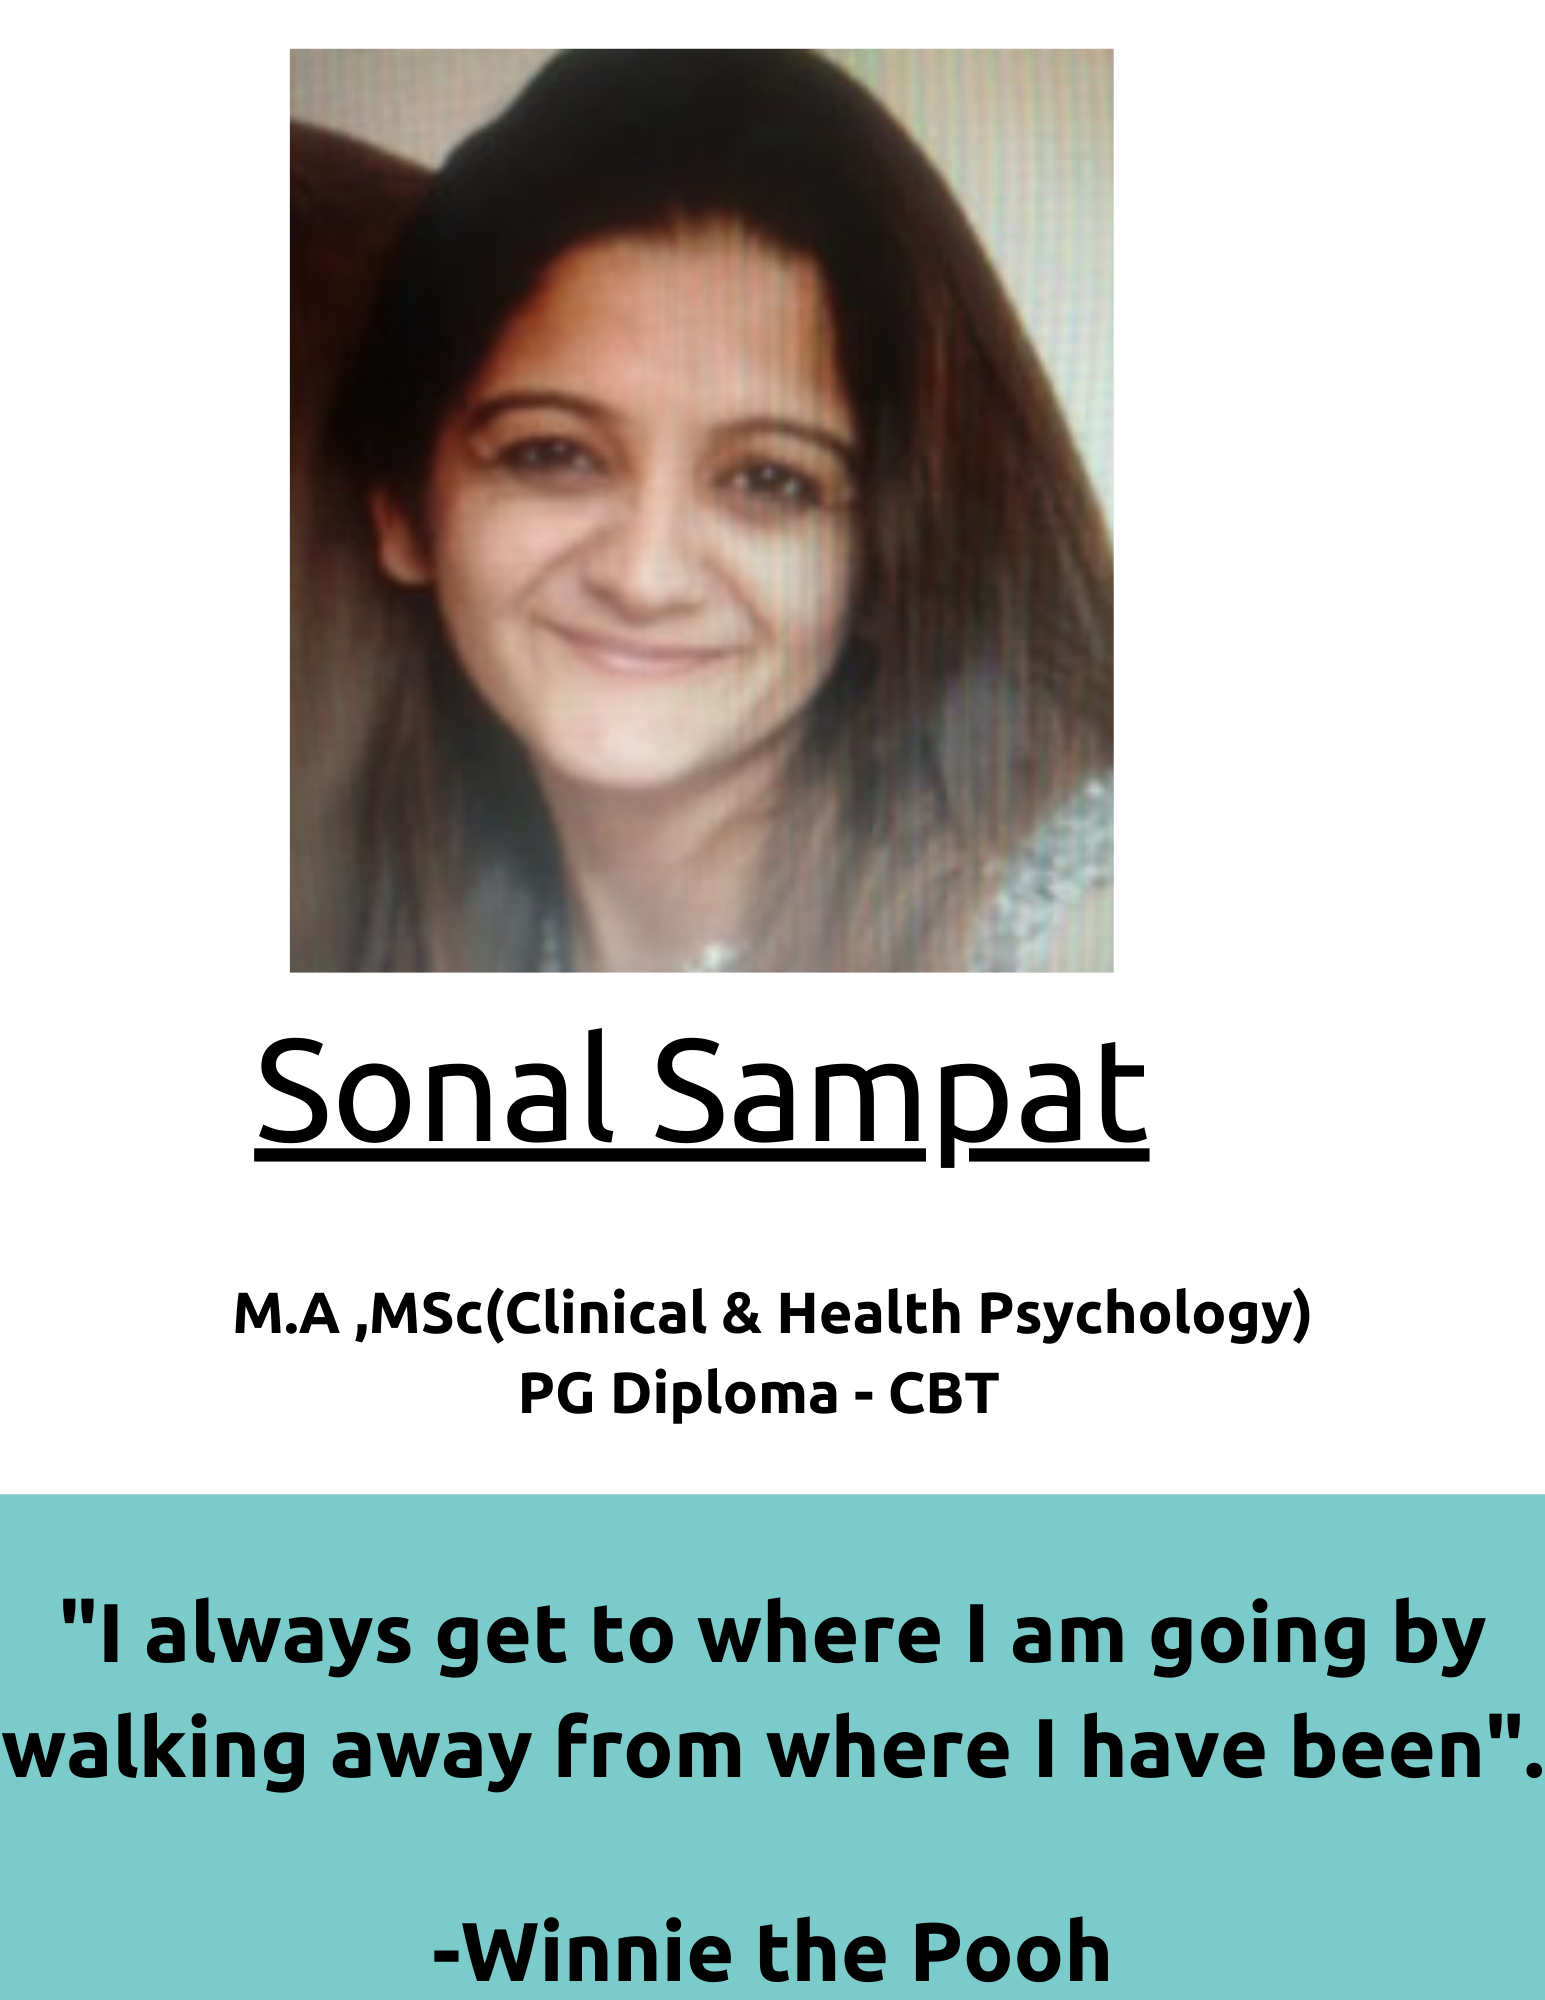 Sonal Sampat
M.A ,MSc(Clinical & Health Psychology)
PG Diploma - CBT
"I always get to where I am going by
walking away from where I have been".
-Winnie the Pooh